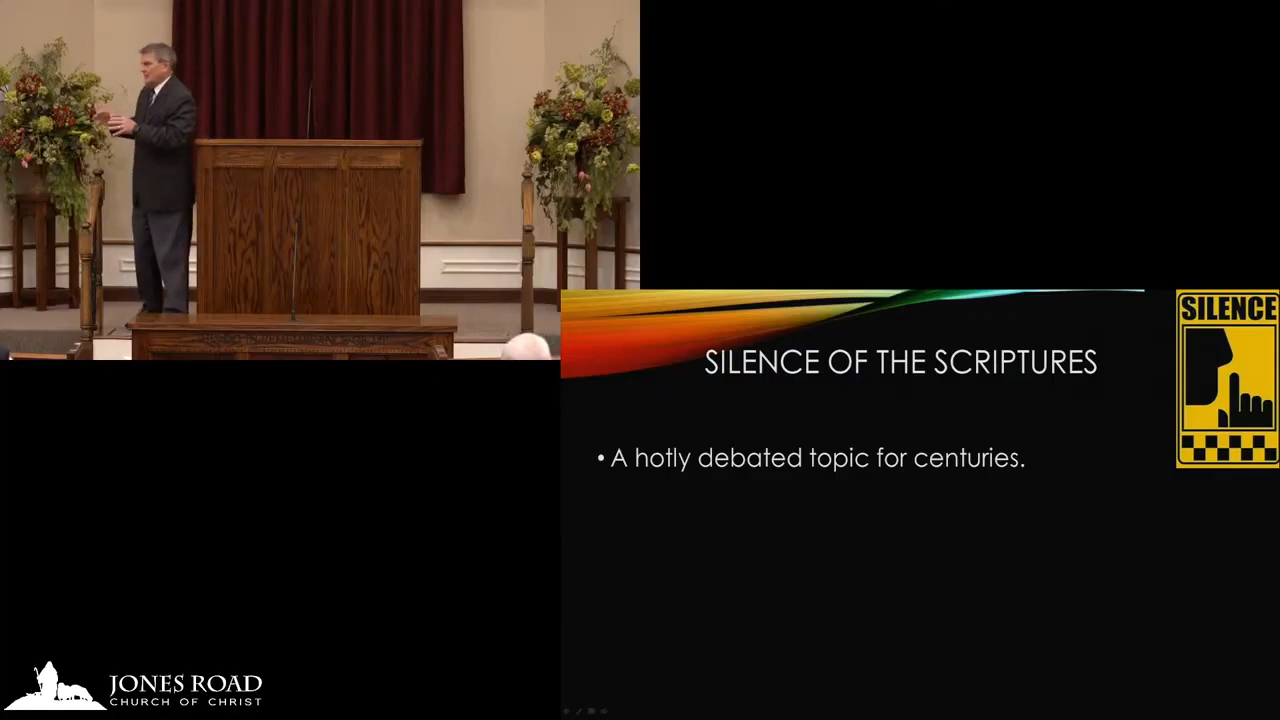 SILENCE
SILENCE OF THE SCRIPTURES
• A hotly debated topic for centuries.
JONES ROAD
CHURCH OF CHRIST